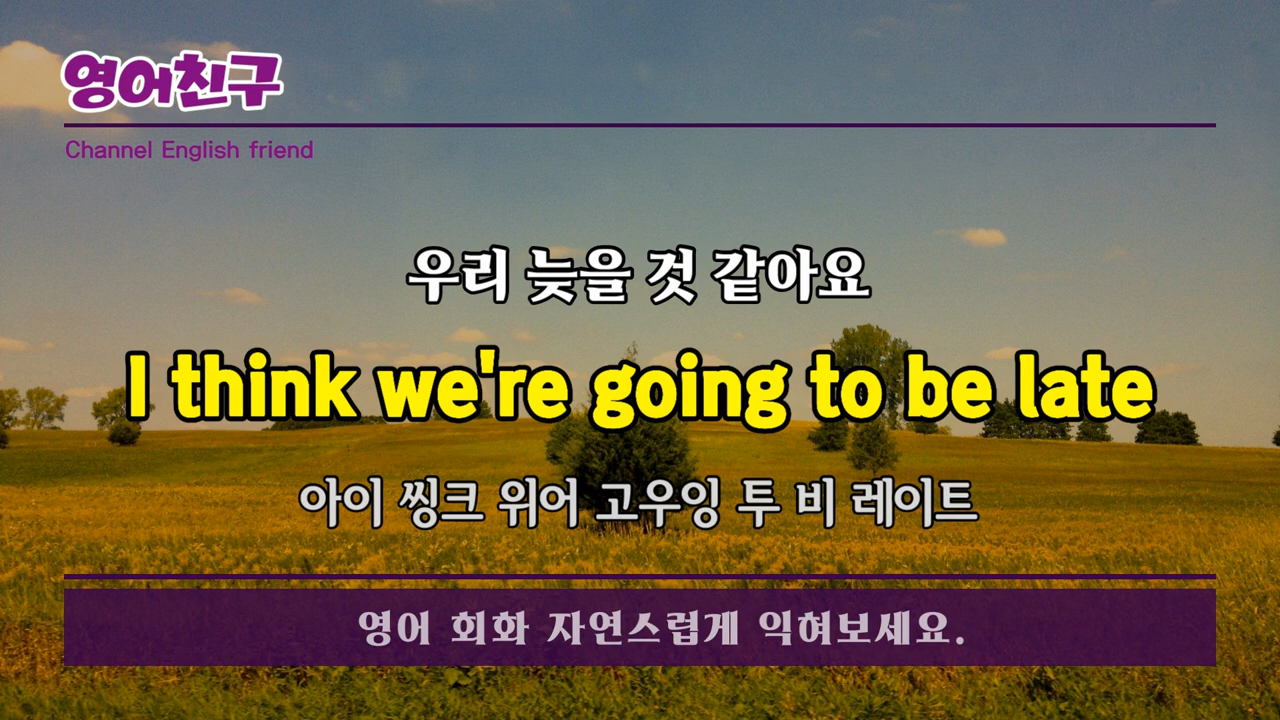 영어친구
Channel English friend
우리 늦을 것 같아요
I think we're going to be late
아이 씽크 위어 고우잉 투 비 레이트
영어 회화 자연스럽게 익혀보세요.